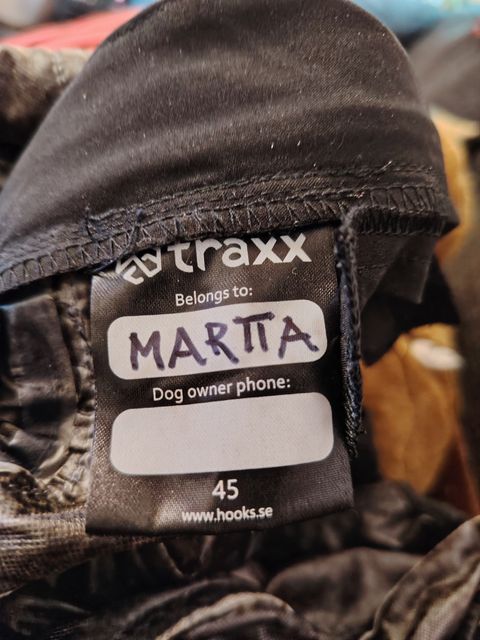 traxx
Belongs to:
MARTTA
Dog owner phone:
45
www.hooks.se